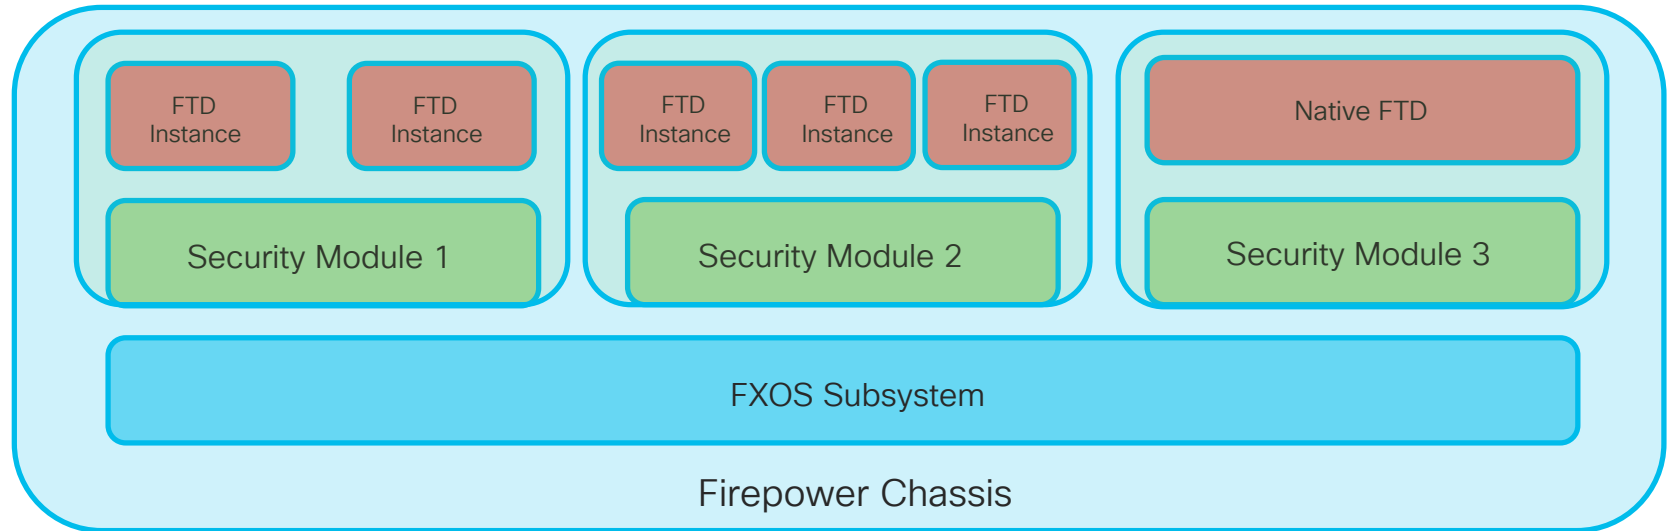 FTD
Instance
FTD
Instance
FTD
Instance
FTD
Instance
FTD
Instance
Native FTD
Security Module 1
Security Module 2
Security Module 3
FXOS Subsystem
Firepower Chassis